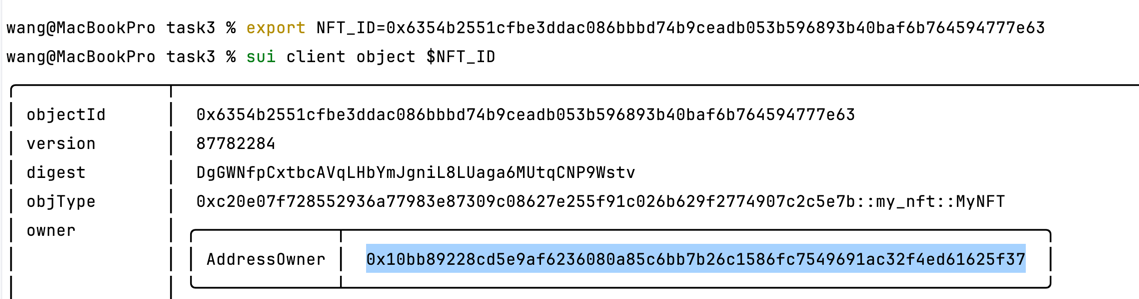 wang@MacBookPro task3 % export NFT_ID=0x6354b2551cfbe3ddac086bbbd74b9ceadb053b596893b40baf6b764594777e63
wang@MacBookPro task3 % sui client object $NFT_ID
objectId 0x6354b2551cfbe3ddac086bbbd74b9ceadb053b596893b40baf6b764594777e63
version 87782284
digest DgGWNfpCxtbcAVqLHbYmJgniL8LUaga6MUtqCNP9Wstv
objType 0xc20e07f728552936a77983e87309c08627e255f91c026b629f2774907c2c5e7b::my_nft::MyNFT
owner
AddressOwner 0x10bb89228cd5e9af6236080a85c6bb7b26c1586fc7549691ac32f4ed61625f37